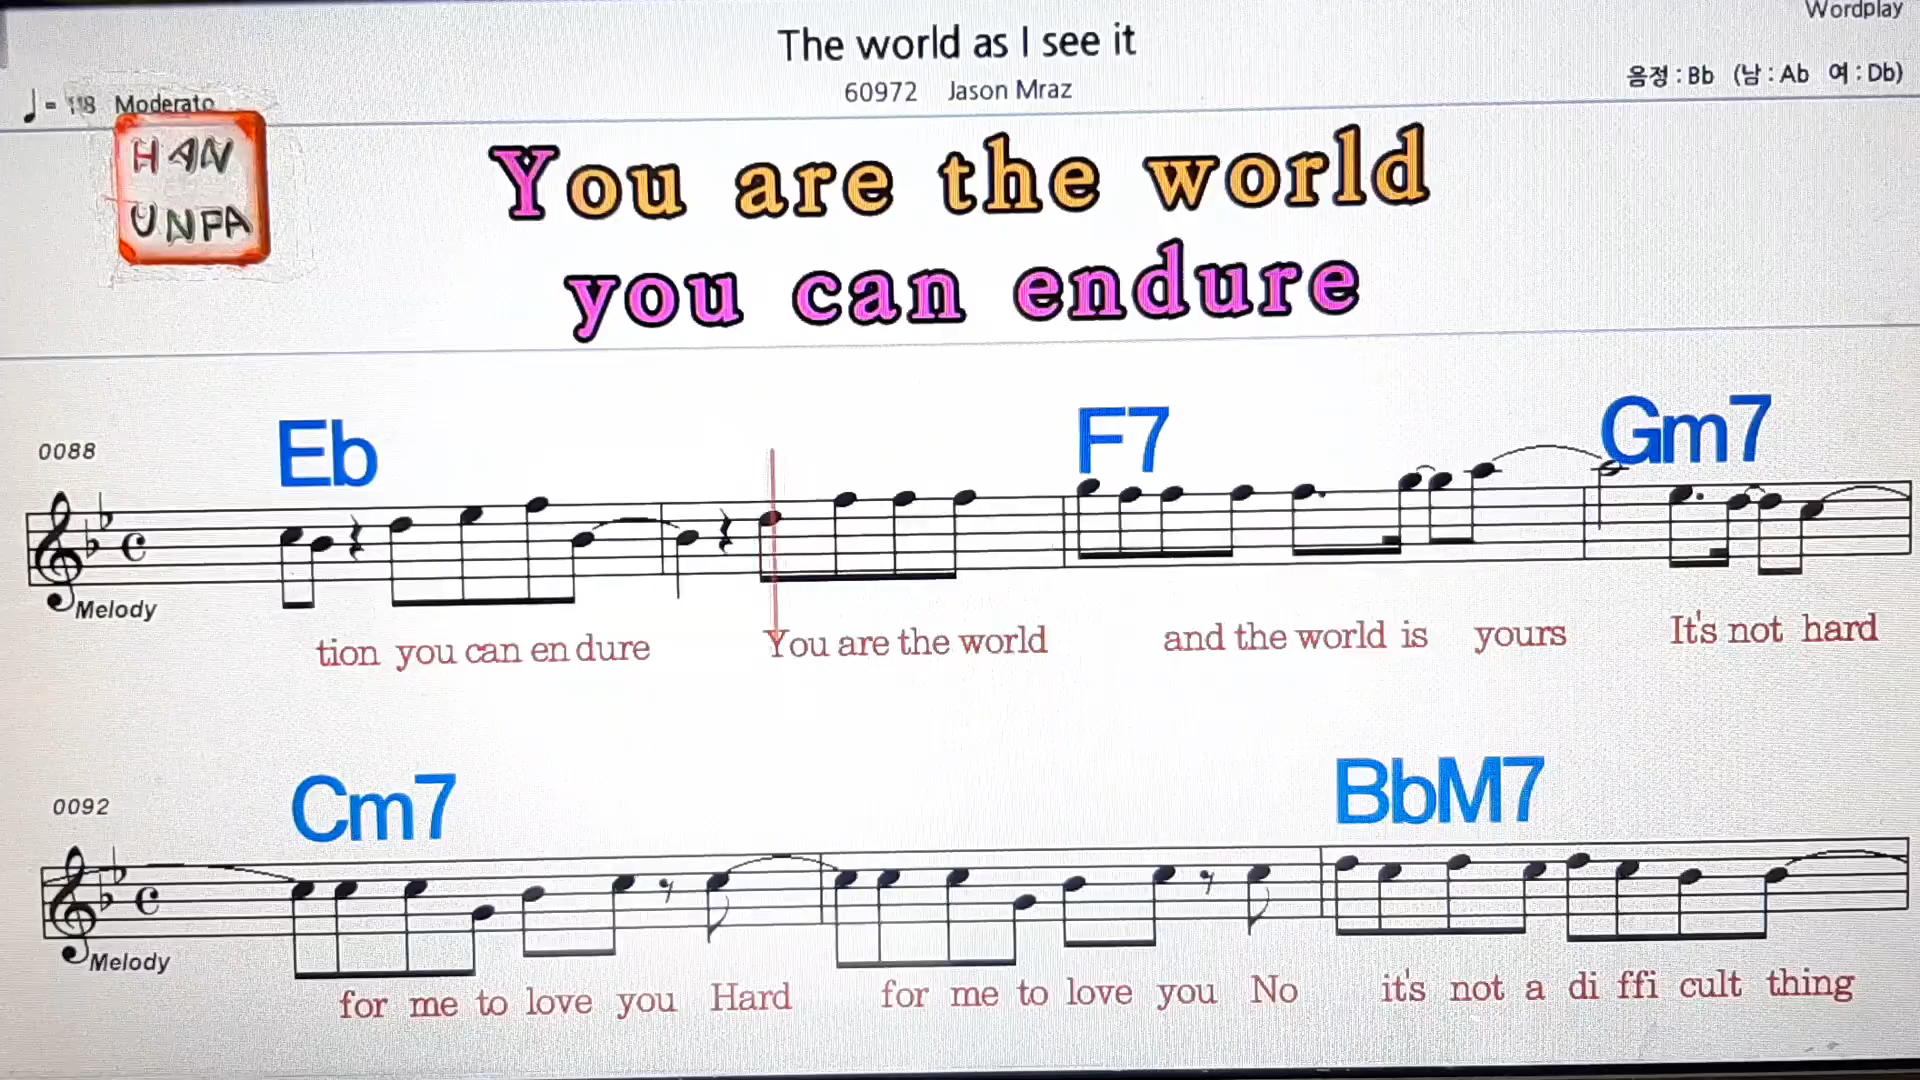 Wordplay
The world as I see it
60972 Jason Mraz
음정 : Bb (남 : Ab 여 : Db)
= 118 Moderato
HAN
UNPA
You are the world
you can endure
Eb F7 Gm7
0088
Melody
tion you can en dure You are the world and the world is yours It's not hard
Cm7 BbM7
0092
Melody
for me to love you Hard for me to love you No it's not a di ffi cult thing